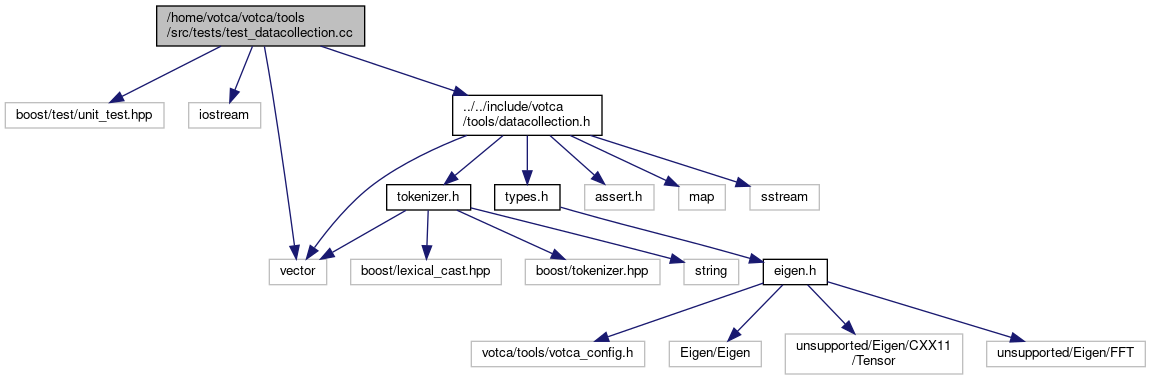 /home/votca/votca/tools
/src/tests/test_datacollection.cc
boost/test/unit_test.hpp
iostream
../../include/votca
/tools/datacollection.h
tokenizer.h
types.h
assert.h
map
sstream
vector
boost/lexical_cast.hpp
boost/tokenizer.hpp
string
eigen.h
votca/tools/votca_config.h
Eigen/Eigen
unsupported/Eigen/CXX11
/Tensor
unsupported/Eigen/FFT